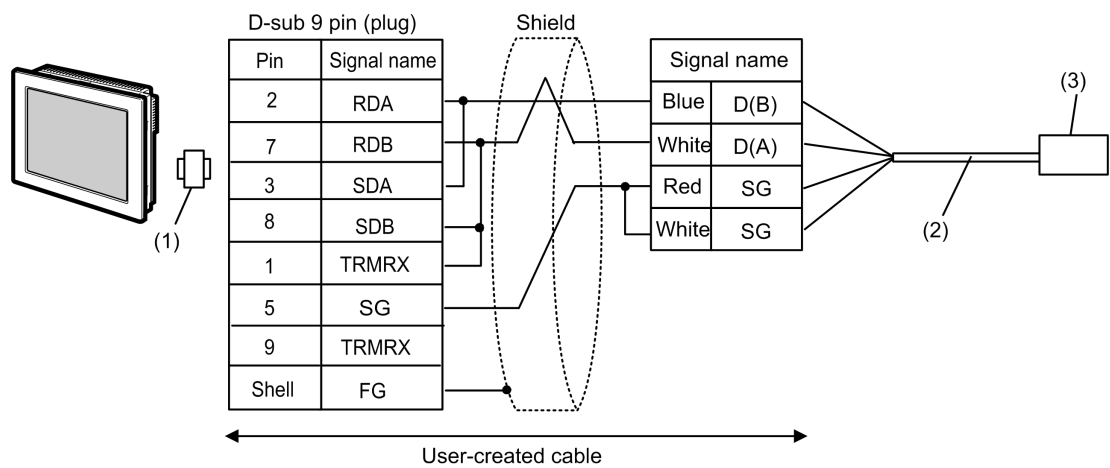 D-sub 9 pin (plug) Shield
Pin Signal name Signal name
2 RDA Blue D(B)
7 RDB White D(A)
3 SDA Red SG
8 SDB White SG
1 TRMRX
5 SG
9 TRMRX
Shell FG
(1)
(2)
(3)
User-created cable